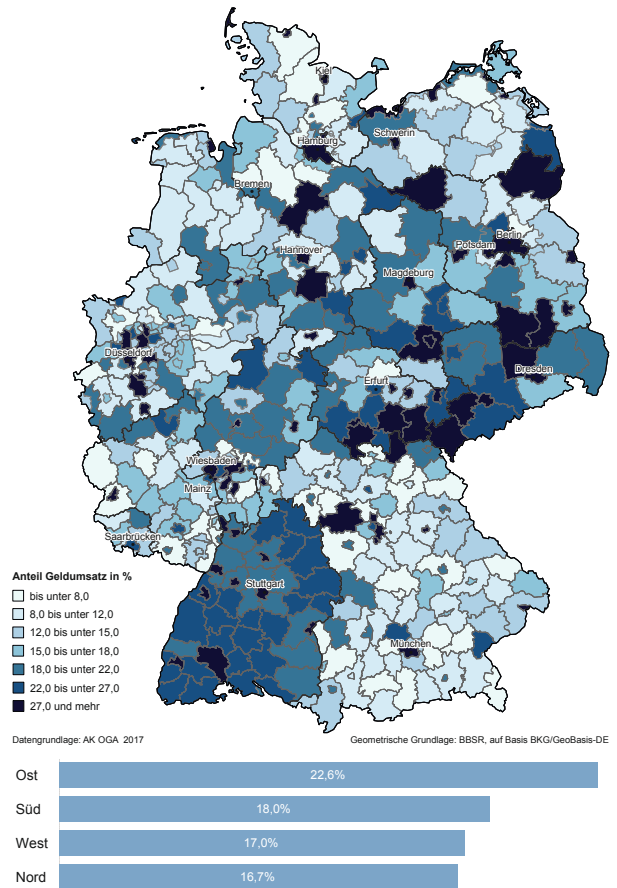 Kiel
Schwerin
Hamburg
Bremen
Berlin
Potsdam
Hannover
Magdeburg
Düsseldorf
Dresden
Erfurt
Wiesbaden
Mainz
Saarbrücken
Stuttgart
München
Anteil Geldumsatz in %
bis unter 8,0
8,0 bis unter 12,0
12,0 bis unter 15,0
15,0 bis unter 18,0
18,0 bis unter 22,0
22,0 bis unter 27,0
27,0 und mehr
Datengrundlage: AK OGA 2017
Geometrische Grundlage: BBSR, auf Basis BKG/GeoBasis-DE
Ost 22,6%
Süd 18,0%
West 17,0%
Nord 16,7%